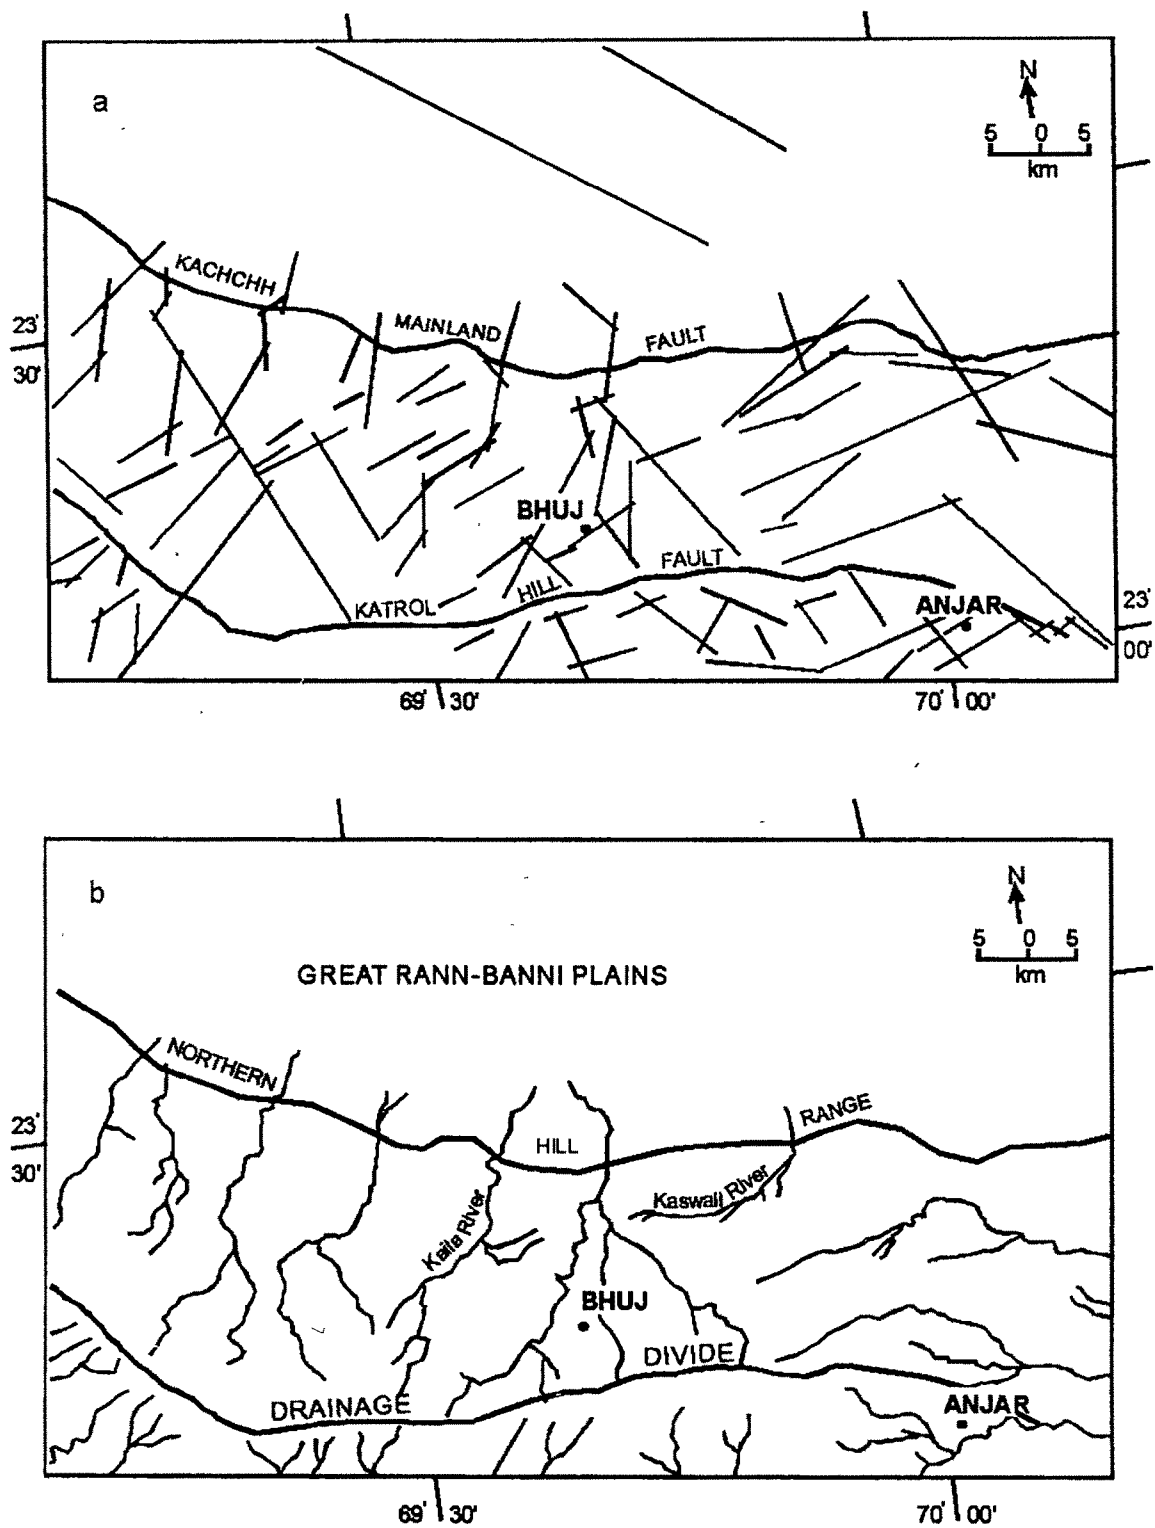 a
N
5 0 5
km
KACHCHH
MAINLAND
FAULT
23'
30'
BHUJ
FAULT
HILL
KATROL
ANJAR
23'
00'
69' 30'
70' 00'
b
N
5 0 5
km
GREAT RANN-BANNI PLAINS
NORTHERN
RANGE
HILL
23'
30'
Kaswali River
Kaila River
BHUJ
DIVIDE
DRAINAGE
ANJAR
69' 30'
70' 00'